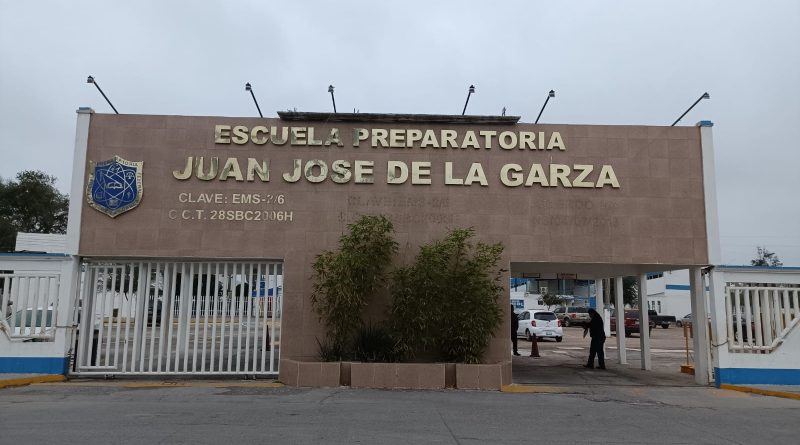 ESCUELA PREPARATORIA
JUAN JOSE DE LA GARZA
CLAVE: EMS-2/6
C.C.T. 28SBC2006H